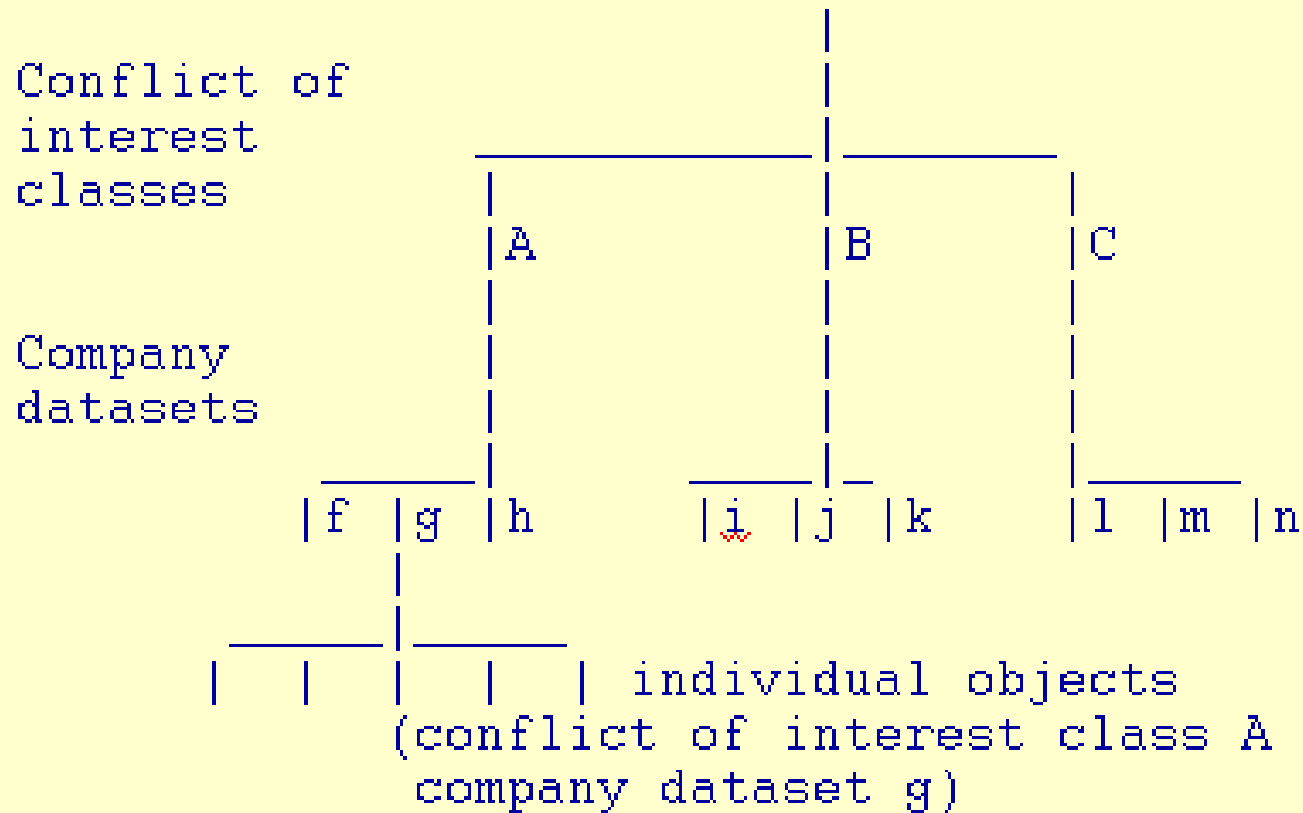 Conflict of
interest
classes
A B C
Company
datasets
f g h i j k l m n
individual objects
(conflict of interest class A
company dataset g)